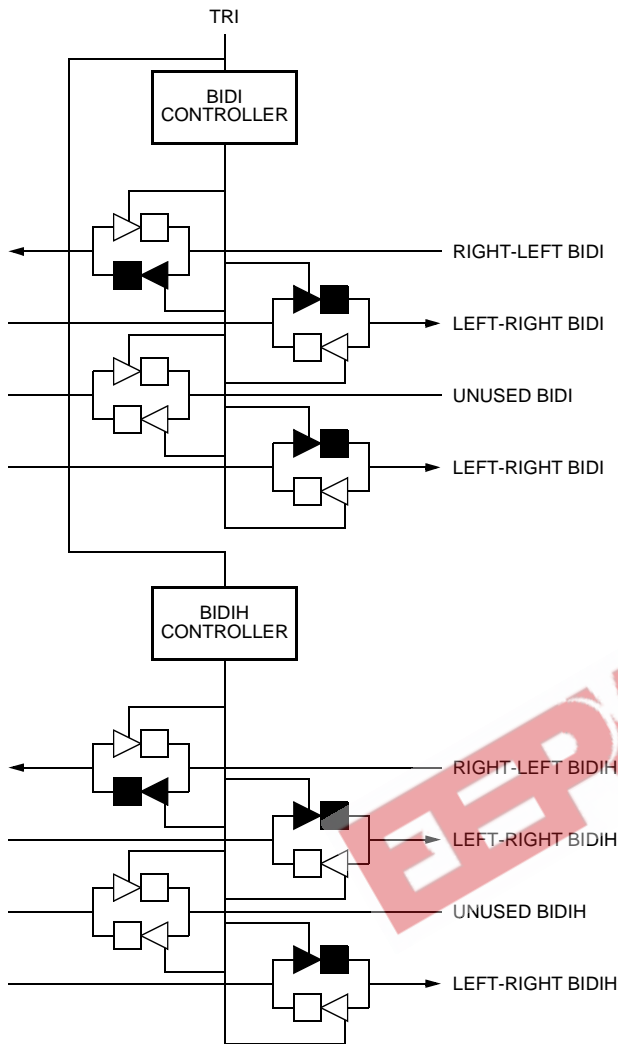 TRI
BIDI
CONTROLLER
RIGHT-LEFT BIDI
LEFT-RIGHT BIDI
UNUSED BIDI
LEFT-RIGHT BIDI
BIDIH
CONTROLLER
RIGHT-LEFT BIDIH
LEFT-RIGHT BIDIH
UNUSED BIDIH
LEFT-RIGHT BIDIH